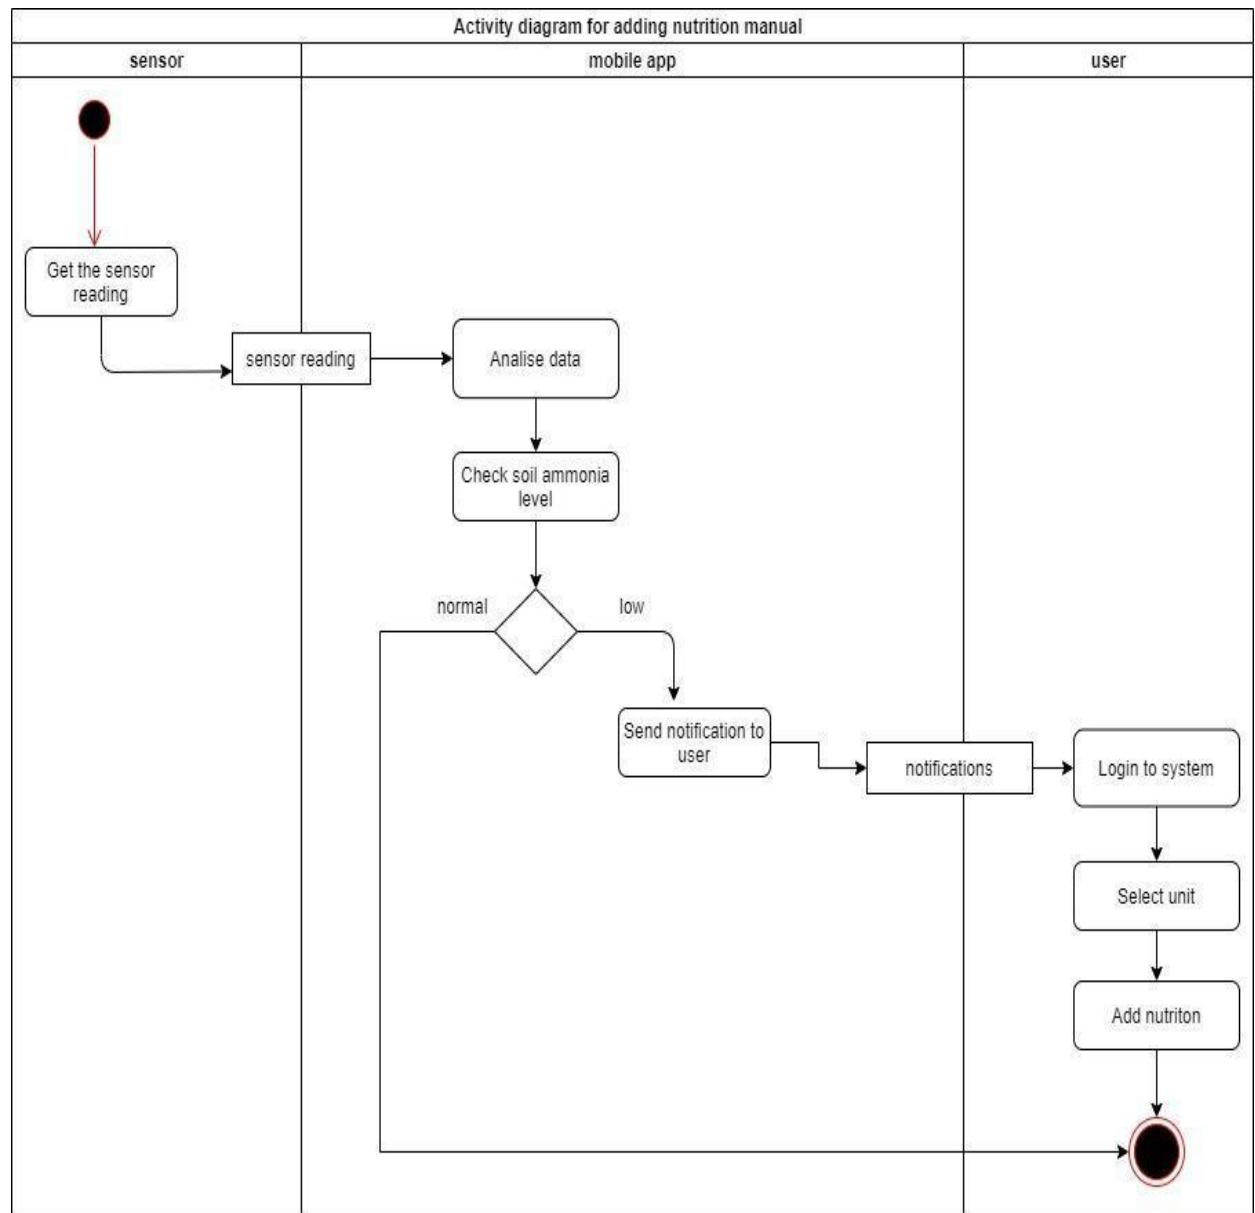 Activity diagram for adding nutrition manual
sensor
mobile app
user
Get the sensor
reading
sensor reading
Analise data
Check soil ammonia
level
normal
low
Send notification to
user
notifications
Login to system
Select unit
Add nutriton